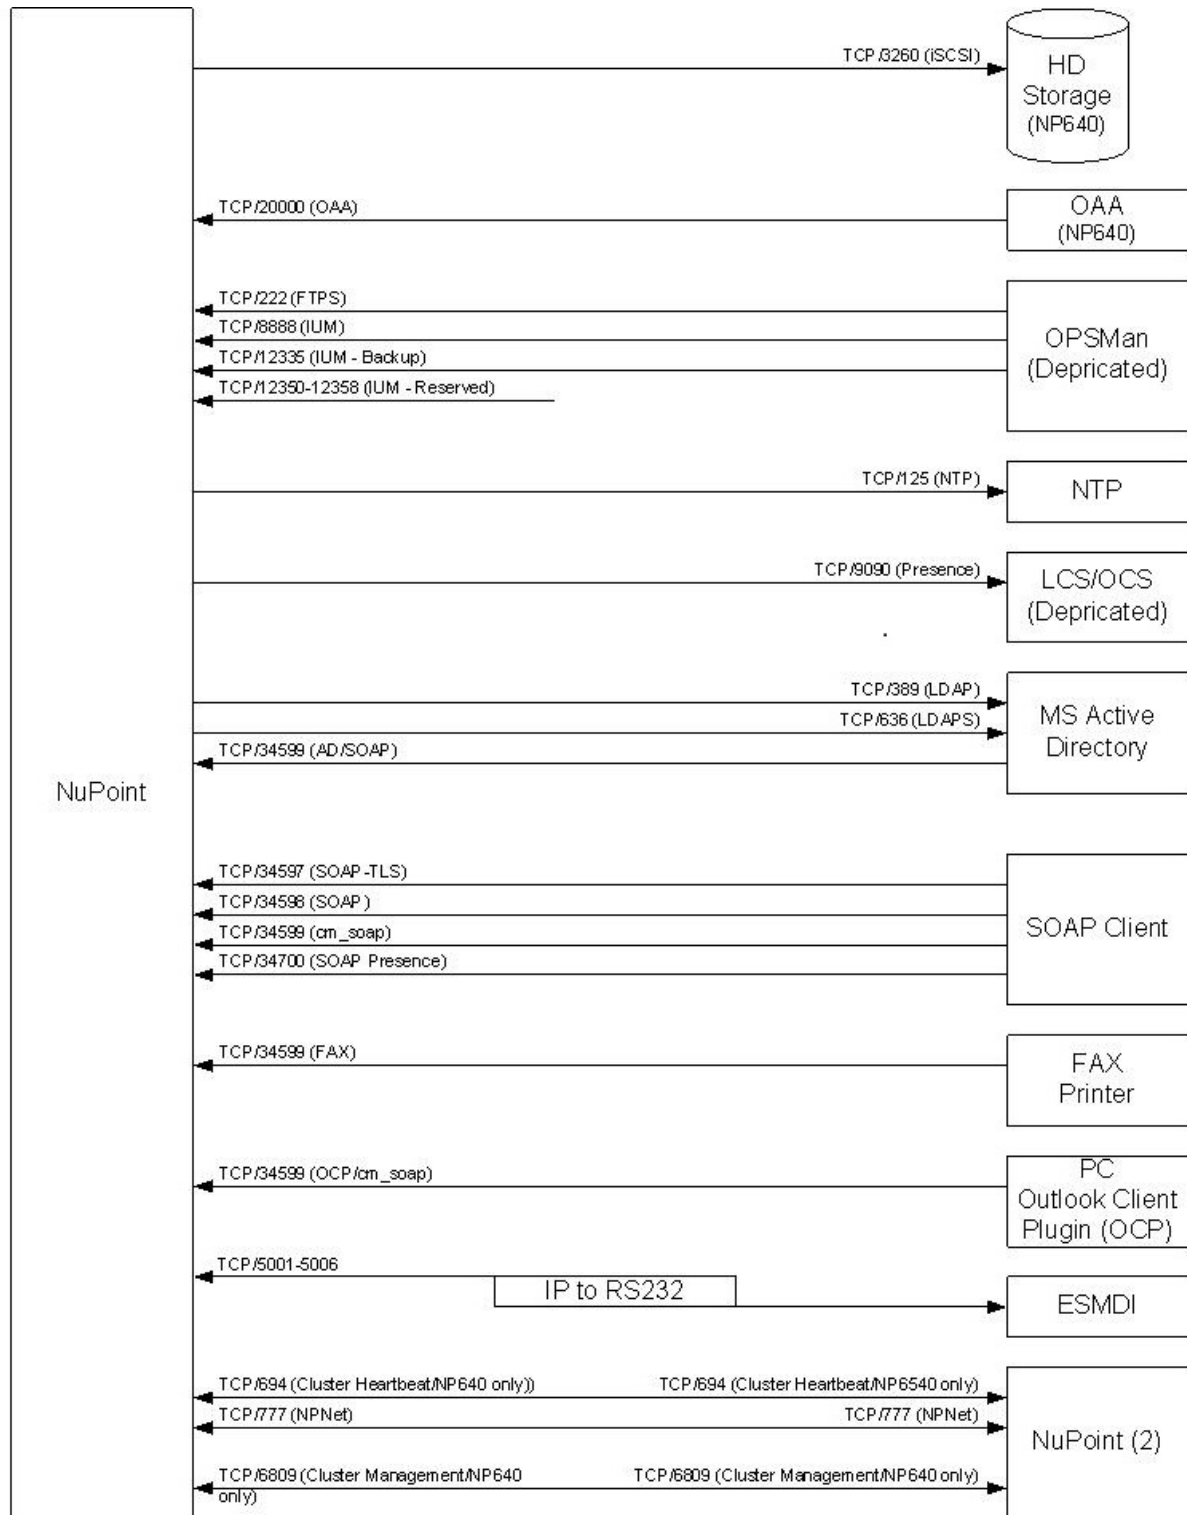 TCP/3260 (iSCSI)
HD
Storage
(NP640)
TCP/20000 (OAA)
OAA
(NP640)
TCP/222 (FTPS)
TCP/8888 (IUM)
TCP/12335 (IUM - Backup)
TCP/12350-12358 (IUM - Reserved)
OPSMan
(Depricated)
TCP/125 (NTP)
NTP
TCP/9090 (Presence)
LCS/OCS
(Depricated)
TCP/389 (LDAP)
TCP/636 (LDAPS)
TCP/34599 (AD/SOAP)
MS Active
Directory
NuPoint
TCP/34597 (SOAP-TLS)
TCP/34598 (SOAP)
TCP/34599 (cm_soap)
TCP/34700 (SOAP Presence)
SOAP Client
TCP/34599 (FAX)
FAX
Printer
TCP/34599 (OCP/cm_soap)
PC
Outlook Client
Plugin (OCP)
TCP/5001-5006
IP to RS232
ESMDI
TCP/694 (Cluster Heartbeat/NP640 only))
TCP/694 (Cluster Heartbeat/NP6540 only)
TCP/777 (NPNet)
TCP/777 (NPNet)
NuPoint (2)
TCP/6809 (Cluster Management/NP640
only)
TCP/6809 (Cluster Management/NP640 only)